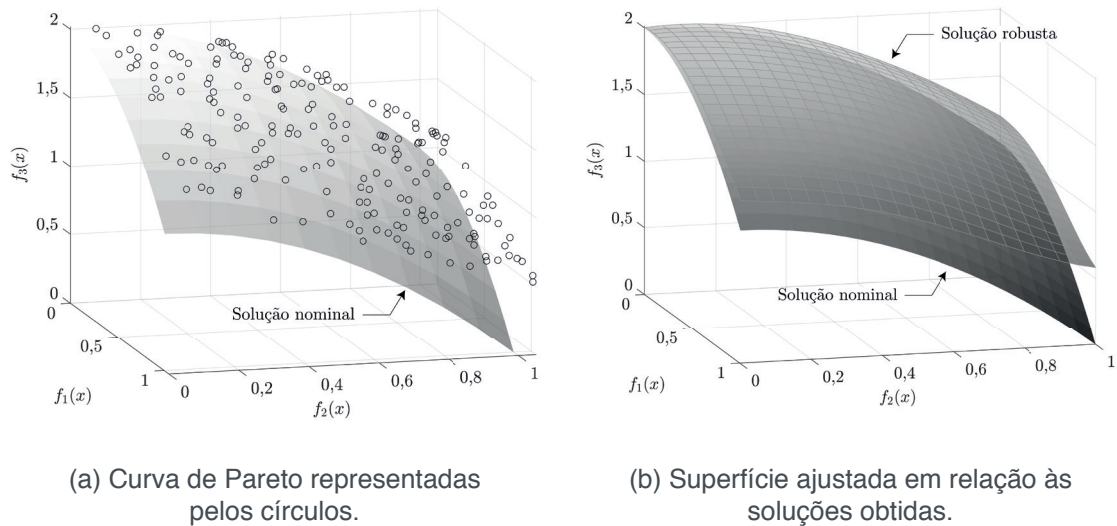 2
1,5
1
0,5
0
f₃(x)
0
0,5
1
f₁(x)
0
0,2
0,4
0,6
0,8
1
f₂(x)
Solução nominal
2
1,5
1
0,5
0
f₃(x)
0
0,5
1
f₁(x)
0
0,2
0,4
0,6
0,8
1
f₂(x)
Solução robusta
Solução nominal
(a) Curva de Pareto representadas
pelos círculos.
(b) Superfície ajustada em relação às
soluções obtidas.